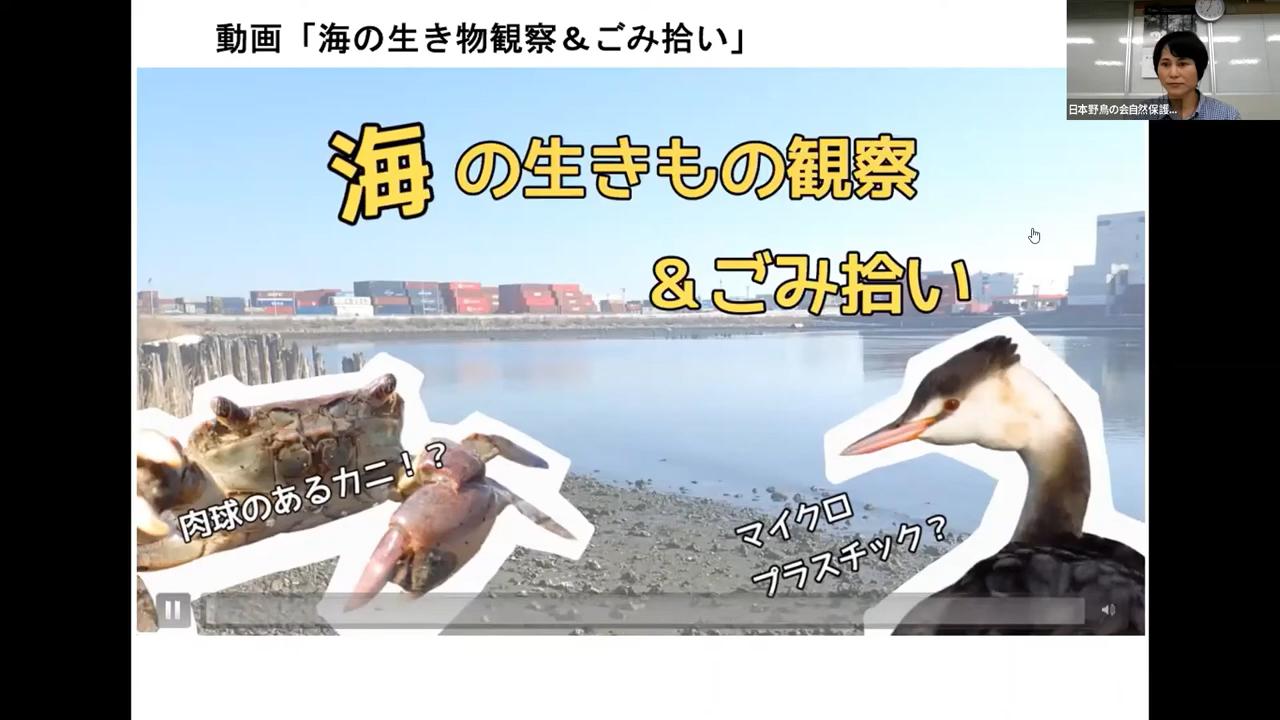 動画「海の生き物観察＆ごみ拾い」
日本野鳥の会自然保護...
海の生きもの観察
＆ごみ拾い
肉球のあるカニ！？
マイクロ
プラスチック？